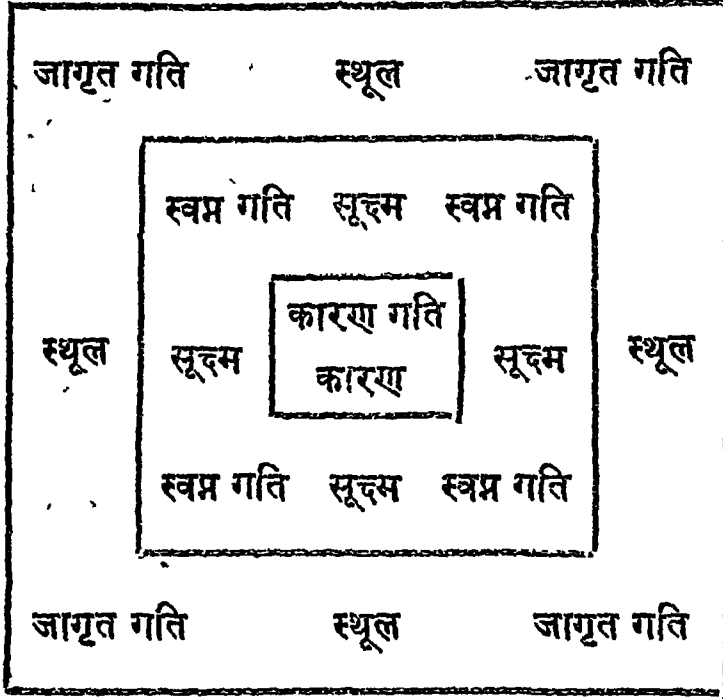 जागृत गति स्थूल जागृत गति
स्वप्न गति सूक्ष्म स्वप्न गति
कारण गति
स्थूल सूक्ष्म कारण सूक्ष्म स्थूल
स्वप्न गति सूक्ष्म स्वप्न गति
जागृत गति स्थूल जागृत गति